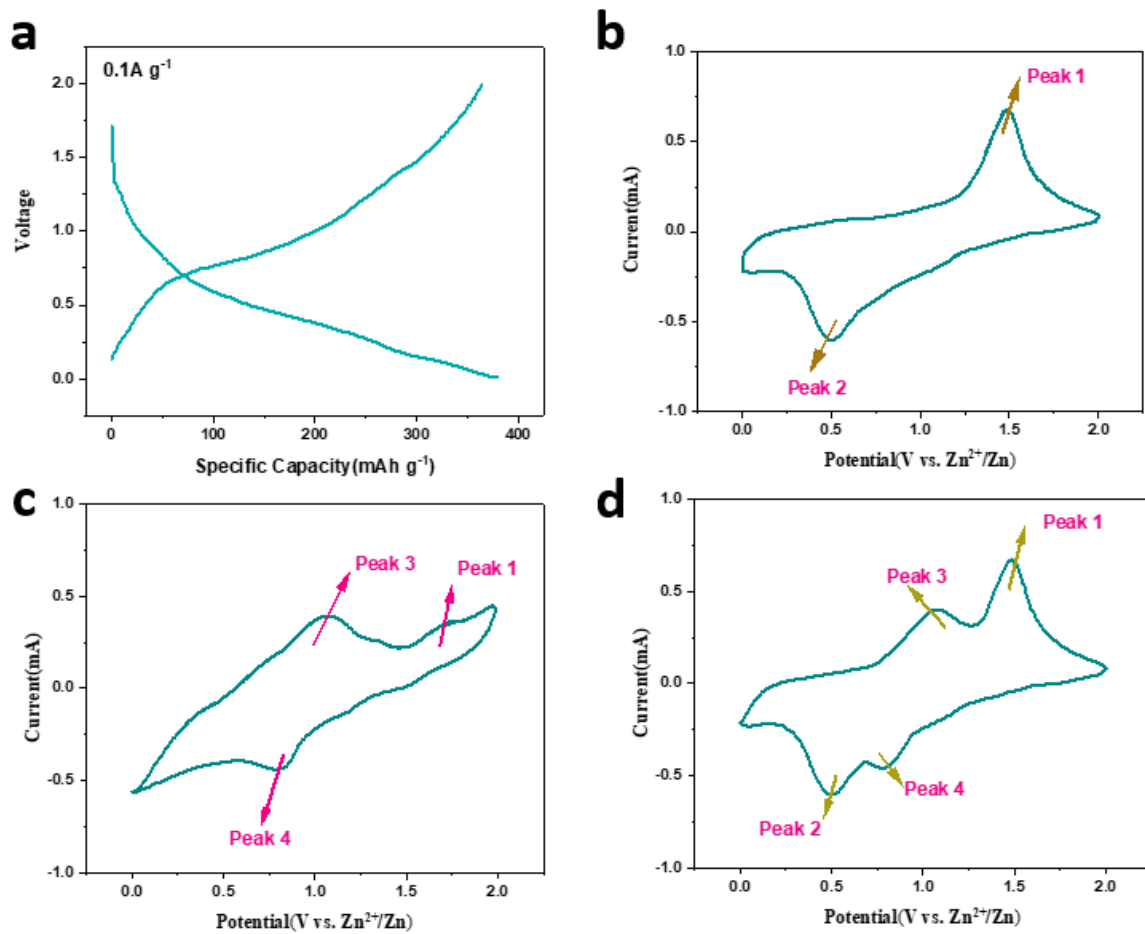 a
0.1A g⁻¹
2.0
1.5
1.0
0.5
0.0
Voltage
0
100
200
300
400
Specific Capacity(mAh g⁻¹)
b
1.0
0.5
0.0
-0.5
-1.0
Current(mA)
Peak 1
Peak 2
0.0
0.5
1.0
1.5
2.0
Potential(V vs. Zn²⁺/Zn)
c
1.0
0.5
0.0
-0.5
-1.0
Current(mA)
Peak 3
Peak 1
Peak 4
0.0
0.5
1.0
1.5
2.0
Potential(V vs. Zn²⁺/Zn)
d
1.0
0.5
0.0
-0.5
-1.0
Current(mA)
Peak 1
Peak 3
Peak 4
Peak 2
0.0
0.5
1.0
1.5
2.0
Potential(V vs. Zn²⁺/Zn)